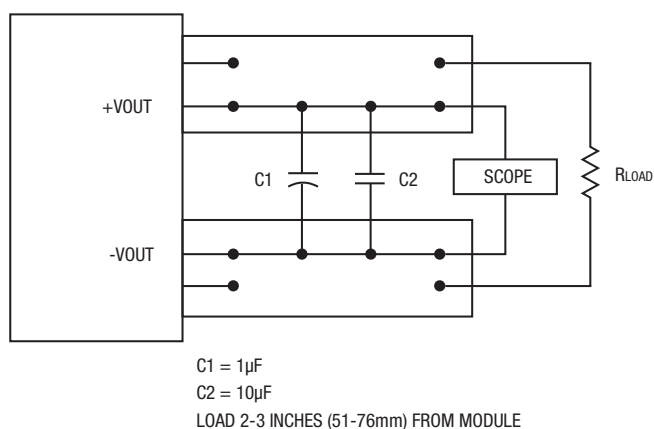 +VOUT
C1
C2
SCOPE
RLOAD
-VOUT
C1 = 1µF
C2 = 10µF
LOAD 2-3 INCHES (51-76mm) FROM MODULE